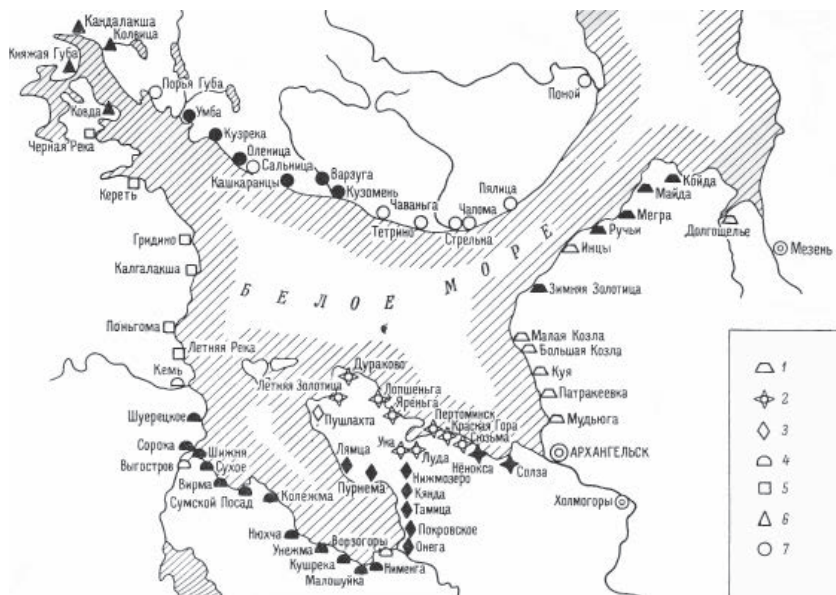 Кандалакша
Колвица
Княжая Губа
Порья Губа
Ковда
Умба
Черная Река
Кузрека
Оленица
Сальница
Кереть
Кашкаранцы
Варзуга
Кузомень
Поной
Пялица
Чаваньга
Чапома
Тетрино
Стрельна
Койда
Майда
Мегра
Долгощелье
Ручьи
Инцы
Мезень
Гридино
Калгалакша
БЕЛОЕ МОРЕ
Зимняя Золотица
Поньгома
Летняя Река
Кемь
Малая Козла
Большая Козла
Куя
Патракеевка
Мудьюга
Дураково
Летняя Золотица
Лопшеньга
Яреньга
Пушлахта
Пертоминск
Красная Гора
Сюзьма
Уна
Луда
Нёнокса
Солза
АРХАНГЕЛЬСК
Холмогоры
Шуерецкое
Сорока
Шижня
Выгостров
Сухое
Вирма
Сумской Посад
Колежма
Лямца
Пурнема
Нижмозеро
Кянда
Тамица
Покровское
Онега
Нюхча
Ворзогоры
Унежма
Кушрека
Малошуйка
Нименга
1
2
3
4
5
6
7